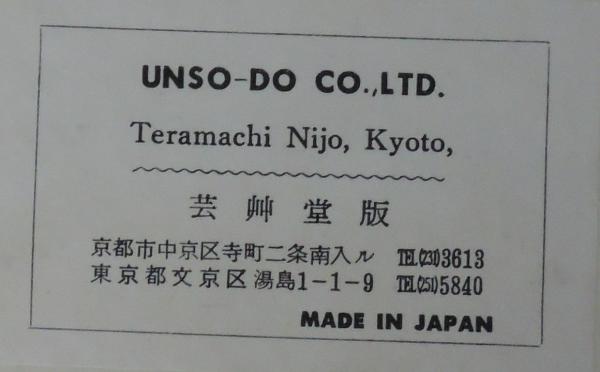 UNSO-DO CO.,LTD.
Teramachi Nijo, Kyoto,
芸艸堂版
京都市中京区寺町二条南入ル TEL(231)3613
東京都文京区湯島1-1-9 TEL(251)5840
MADE IN JAPAN